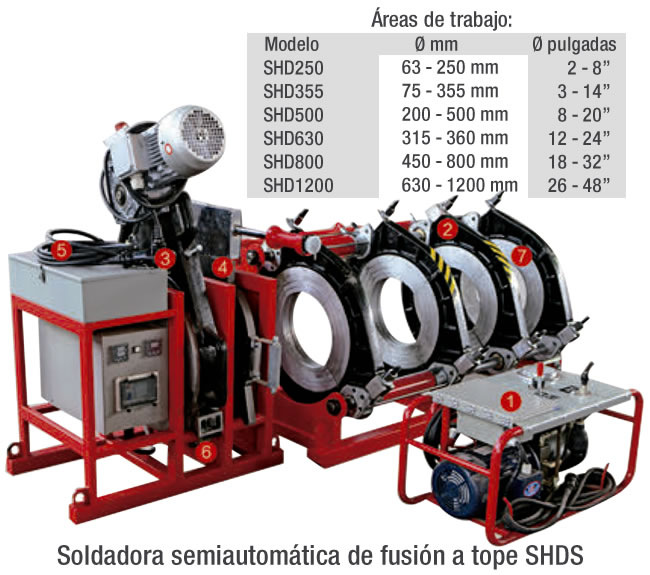 Áreas de trabajo:
Modelo Ø mm Ø pulgadas
SHD250 63 - 250 mm 2 - 8”
SHD355 75 - 355 mm 3 - 14”
SHD500 200 - 500 mm 8 - 20”
SHD630 315 - 360 mm 12 - 24”
SHD800 450 - 800 mm 18 - 32”
SHD1200 630 - 1200 mm 26 - 48”
2
5
3
7
4
1
6
Soldadora semiautomática de fusión a tope SHDS